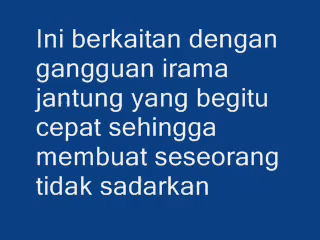 Ini berkaitan dengan
gangguan irama
jantung yang begitu
cepat sehingga
membuat seseorang
tidak sadarkan